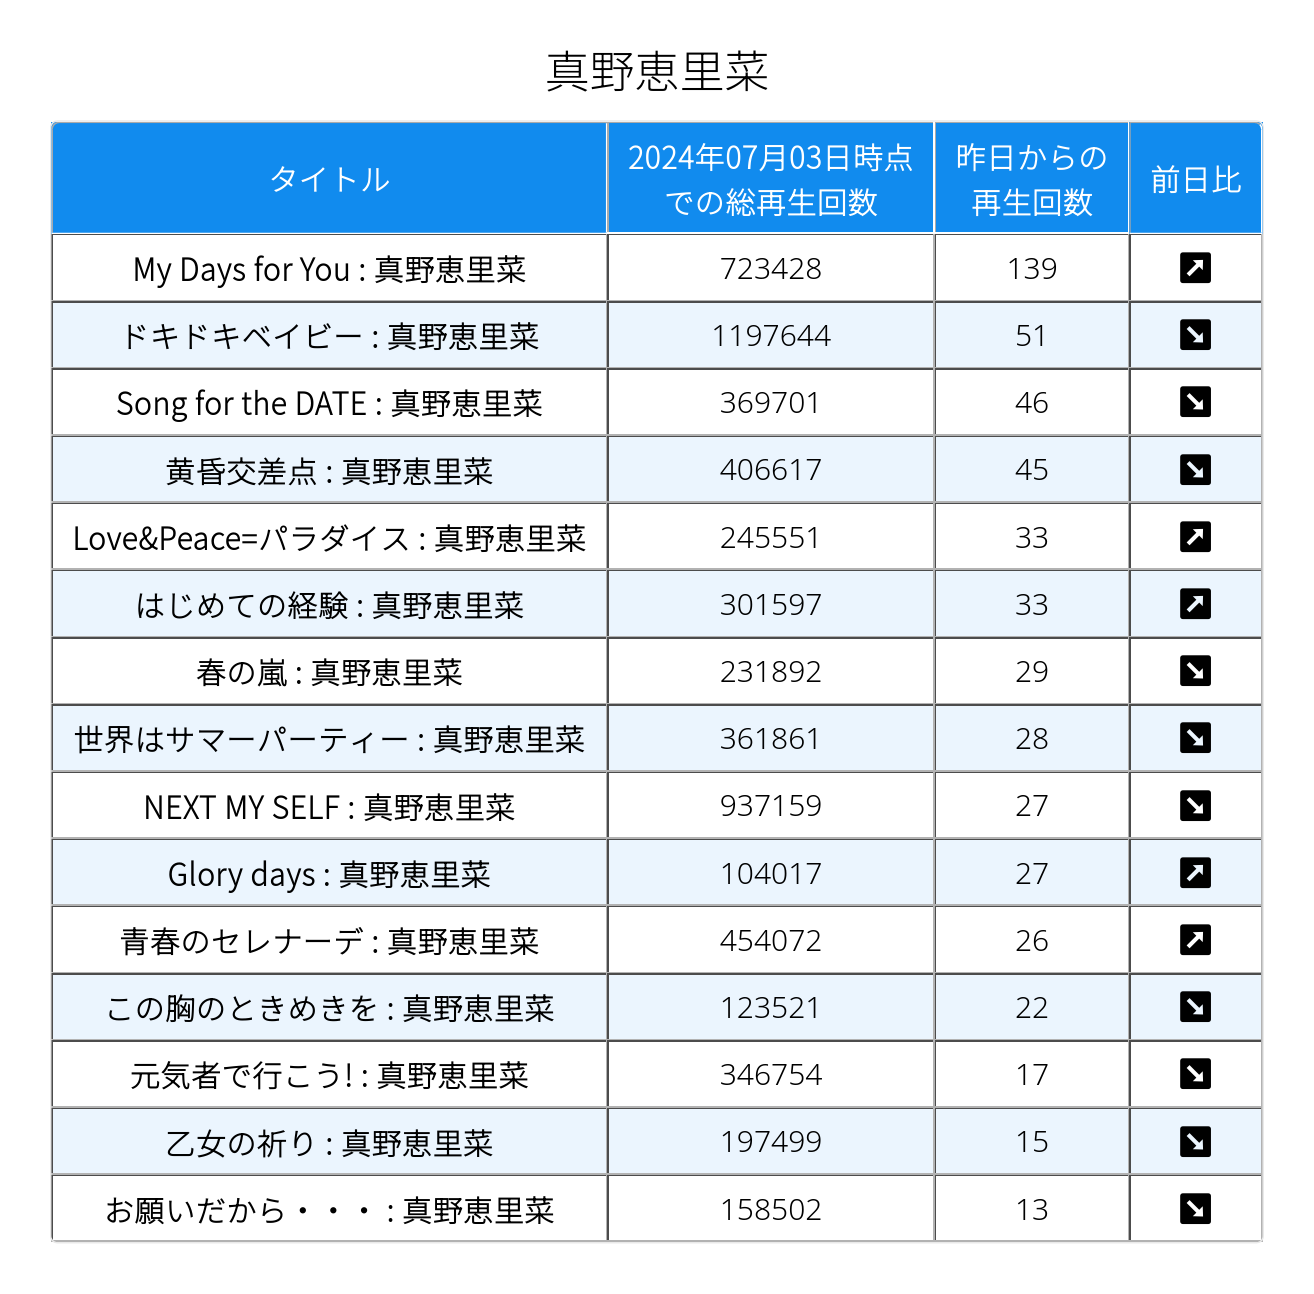 真野恵里菜
タイトル 2024年07月03日時点での総再生回数 昨日からの再生回数 前日比
My Days for You : 真野恵里菜 723428 139 ↗
ドキドキベイビー : 真野恵里菜 1197644 51 ↘
Song for the DATE : 真野恵里菜 369701 46 ↘
黄昏交差点 : 真野恵里菜 406617 45 ↘
Love&Peace=パラダイス : 真野恵里菜 245551 33 ↗
はじめての経験 : 真野恵里菜 301597 33 ↗
春の嵐 : 真野恵里菜 231892 29 ↘
世界はサマーパーティー : 真野恵里菜 361861 28 ↘
NEXT MY SELF : 真野恵里菜 937159 27 ↘
Glory days : 真野恵里菜 104017 27 ↗
青春のセレナーデ : 真野恵里菜 454072 26 ↗
この胸のときめきを : 真野恵里菜 123521 22 ↘
元気者で行こう! : 真野恵里菜 346754 17 ↘
乙女の祈り : 真野恵里菜 197499 15 ↘
お願いだから・・・ : 真野恵里菜 158502 13 ↘